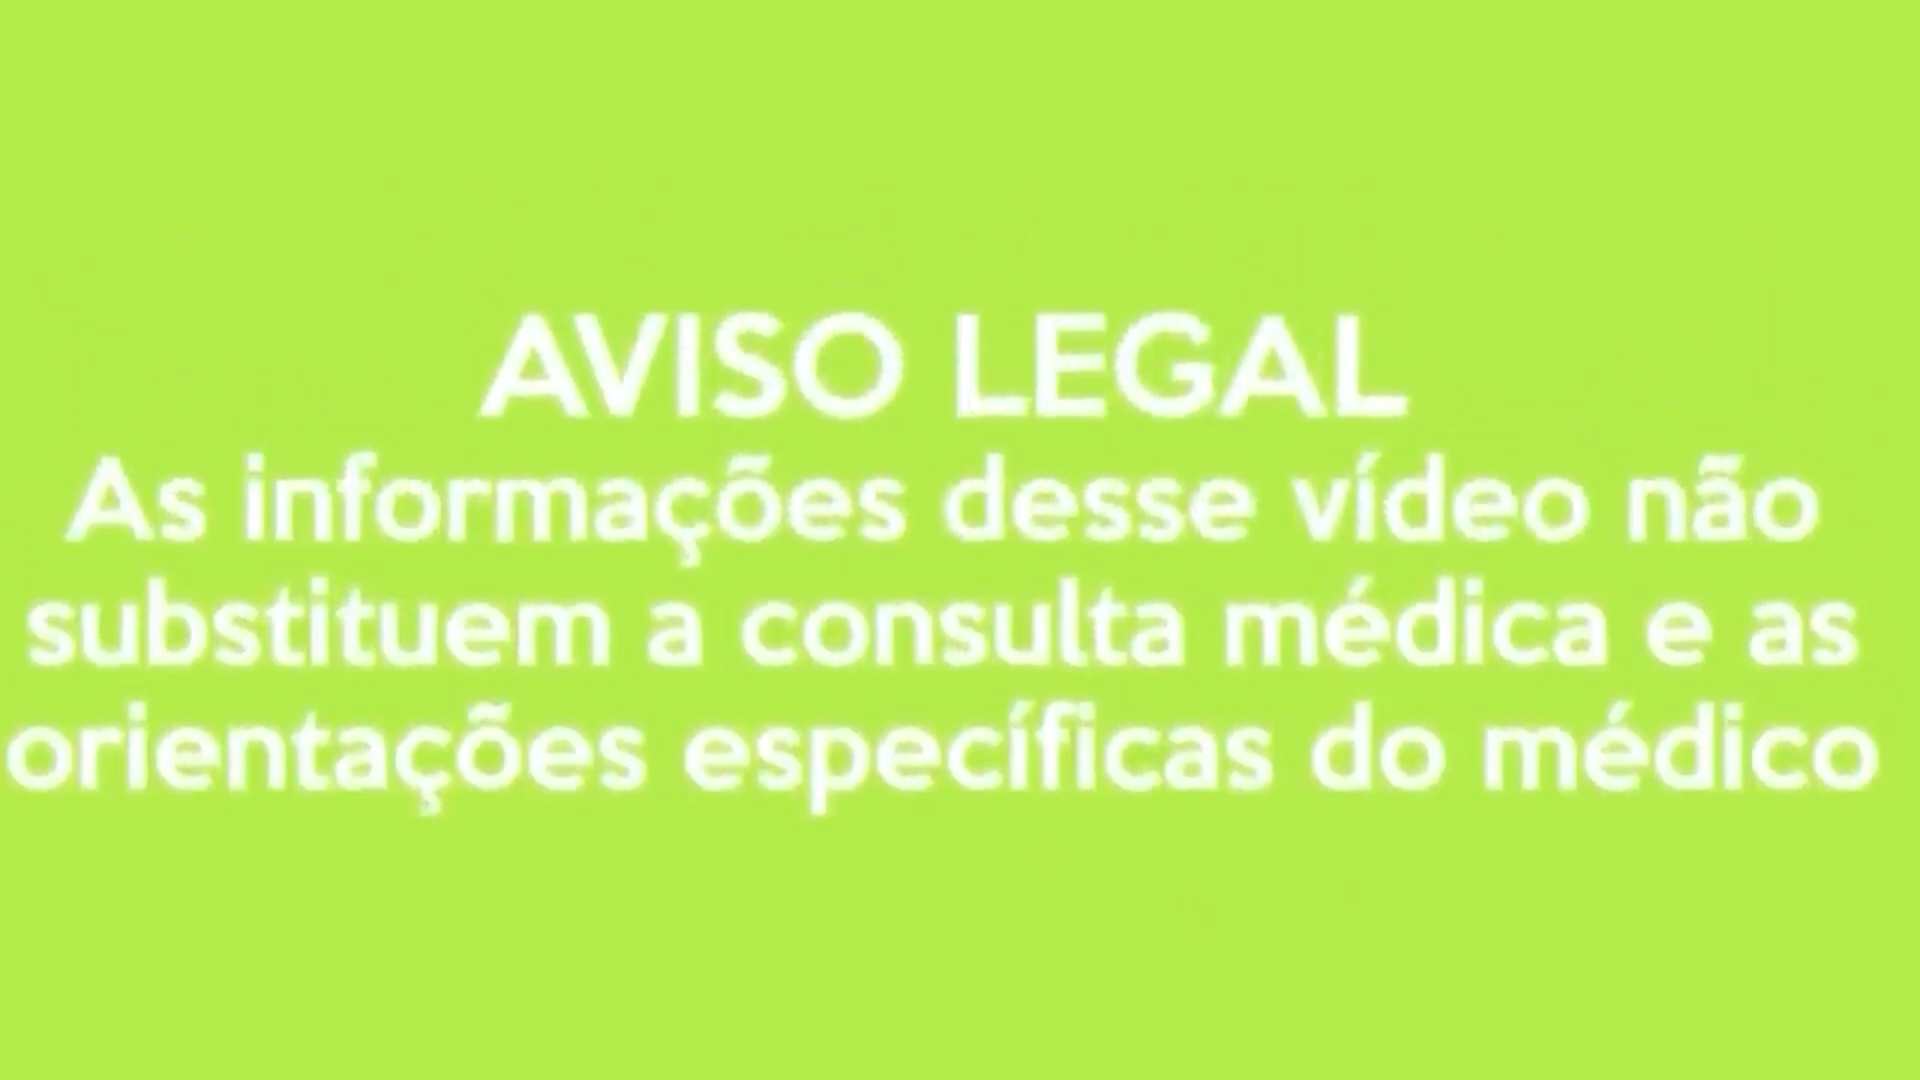 AVISO LEGAL
As informações desse vídeo não
substituem a consulta médica e as
orientações específicas do médico